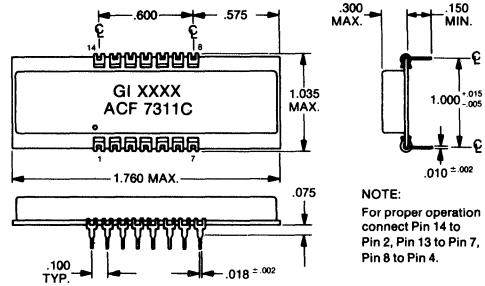 .600 .575
℄ ℄
14 8
GI XXXX
ACF 7311C
1.035
MAX.
1 7
1.760 MAX.
.075
.100
TYP.
.018 ± .002
.300
MAX.
.150
MIN.
℄
1.000 +.015 -.005
℄
.010 ± .002
NOTE:
For proper operation
connect Pin 14 to
Pin 2, Pin 13 to Pin 7,
Pin 8 to Pin 4.